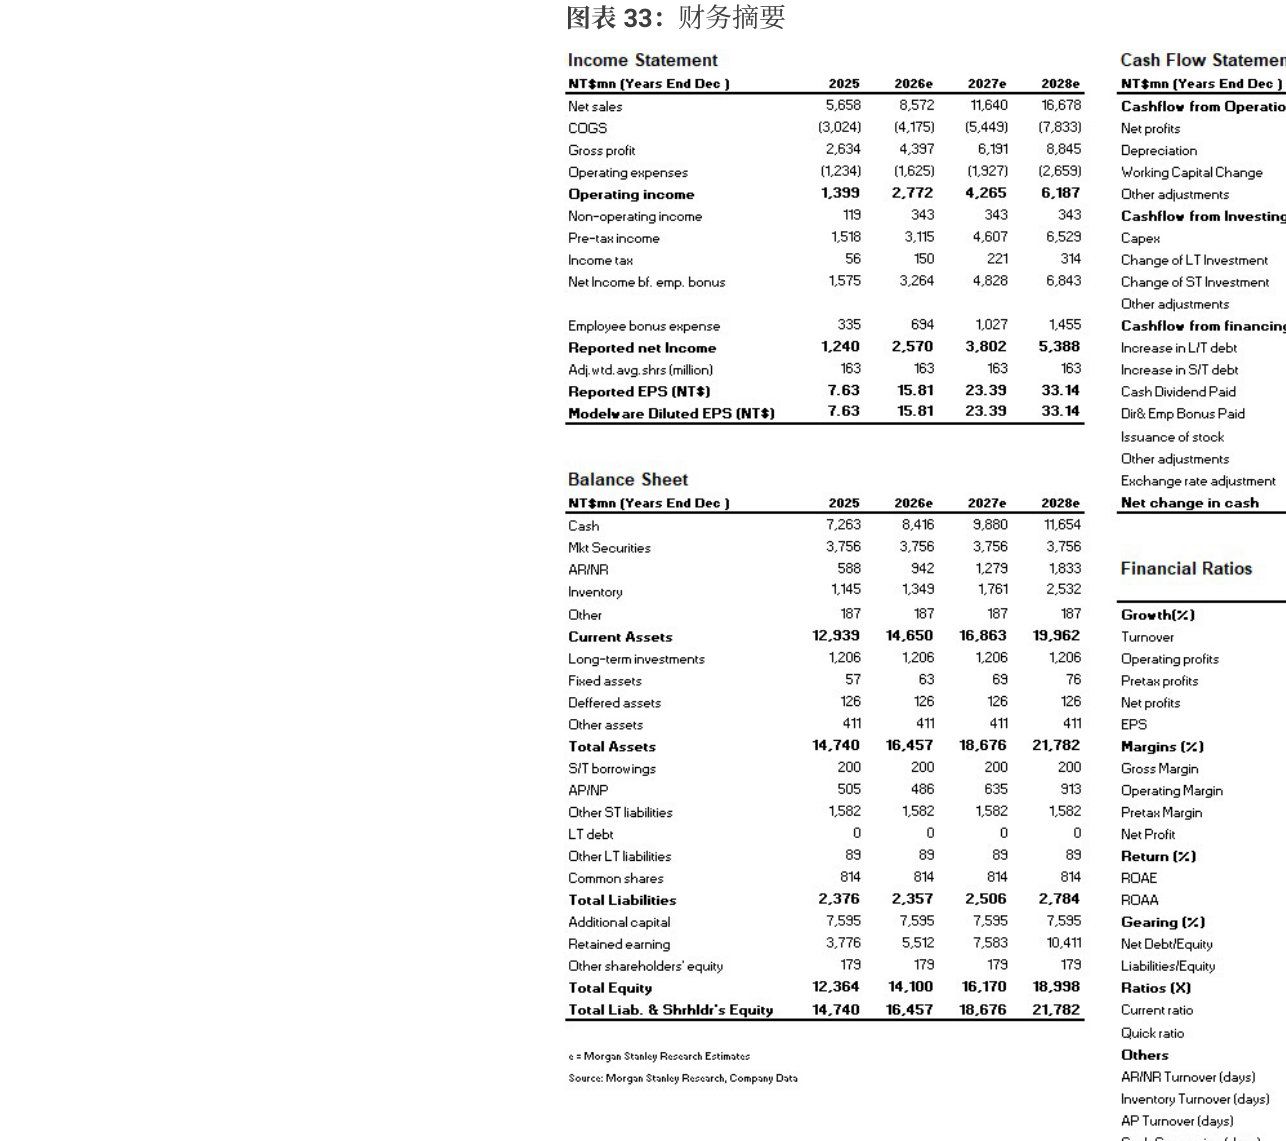 图表 33：财务摘要
Income Statement
NT$mn (Years End Dec ) 2025 2026e 2027e 2028e
Net sales 5,658 8,572 11,640 16,678
COGS (3,024) (4,175) (5,449) (7,833)
Gross profit 2,634 4,397 6,191 8,845
Operating expenses (1,234) (1,625) (1,927) (2,659)
Operating income 1,399 2,772 4,265 6,187
Non-operating income 119 343 343 343
Pre-tax income 1,518 3,115 4,607 6,529
Income tax 56 150 221 314
Net Income bf. emp. bonus 1,575 3,264 4,828 6,843
Employee bonus expense 335 694 1,027 1,455
Reported net Income 1,240 2,570 3,802 5,388
Adj.wtd.avg.shrs (million) 163 163 163 163
Reported EPS (NT$) 7.63 15.81 23.39 33.14
Modelware Diluted EPS (NT$) 7.63 15.81 23.39 33.14
Balance Sheet
NT$mn (Years End Dec ) 2025 2026e 2027e 2028e
Cash 7,263 8,416 9,880 11,654
Mkt Securities 3,756 3,756 3,756 3,756
AR/NR 588 942 1,279 1,833
Inventory 1,145 1,349 1,761 2,532
Other 187 187 187 187
Current Assets 12,939 14,650 16,863 19,962
Long-term investments 1,206 1,206 1,206 1,206
Fixed assets 57 63 69 76
Deffered assets 126 126 126 126
Other assets 411 411 411 411
Total Assets 14,740 16,457 18,676 21,782
S/T borrowings 200 200 200 200
AP/NP 505 486 635 913
Other ST liabilities 1,582 1,582 1,582 1,582
LT debt 0 0 0 0
Other LT liabilities 89 89 89 89
Common shares 814 814 814 814
Total Liabilities 2,376 2,357 2,506 2,784
Additional capital 7,595 7,595 7,595 7,595
Retained earning 3,776 5,512 7,583 10,411
Other shareholders' equity 179 179 179 179
Total Equity 12,364 14,100 16,170 18,998
Total Liab. & Shrhldr's Equity 14,740 16,457 18,676 21,782
e = Morgan Stanley Research Estimates
Source: Morgan Stanley Research, Company Data
Cash Flow Statemen
NT$mn (Years End Dec )
Cashflow from Operatio
Net profits
Depreciation
Working Capital Change
Other adjustments
Cashflow from Investing
Capex
Change of LT Investment
Change of ST Investment
Other adjustments
Cashflow from financing
Increase in L/T debt
Increase in S/T debt
Cash Dividend Paid
Dir& Emp Bonus Paid
Issuance of stock
Other adjustments
Exchange rate adjustment
Net change in cash
Financial Ratios
Growth(%)
Turnover
Operating profits
Pretax profits
Net profits
EPS
Margins (%)
Gross Margin
Operating Margin
Pretax Margin
Net Profit
Return (%)
ROAE
ROAA
Gearing (%)
Net Debt/Equity
Liabilities/Equity
Ratios (X)
Current ratio
Quick ratio
Others
AR/NR Turnover (days)
Inventory Turnover (days)
AP Turnover (days)